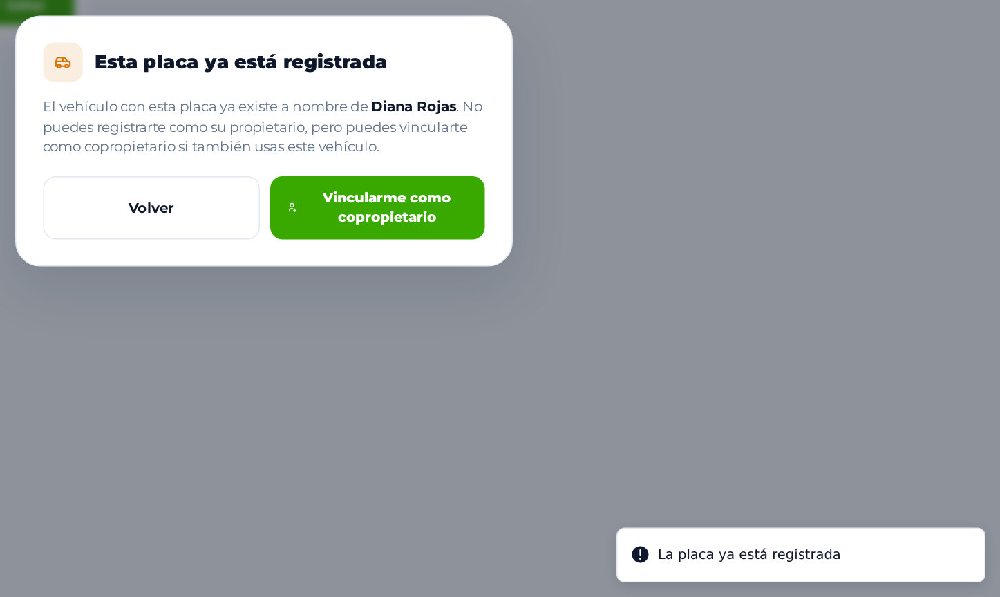 Esta placa ya está registrada
El vehículo con esta placa ya existe a nombre de Diana Rojas. No
puedes registrarte como su propietario, pero puedes vincularte
como copropietario si también usas este vehículo.
Volver
Vincularme como
copropietario
La placa ya está registrada